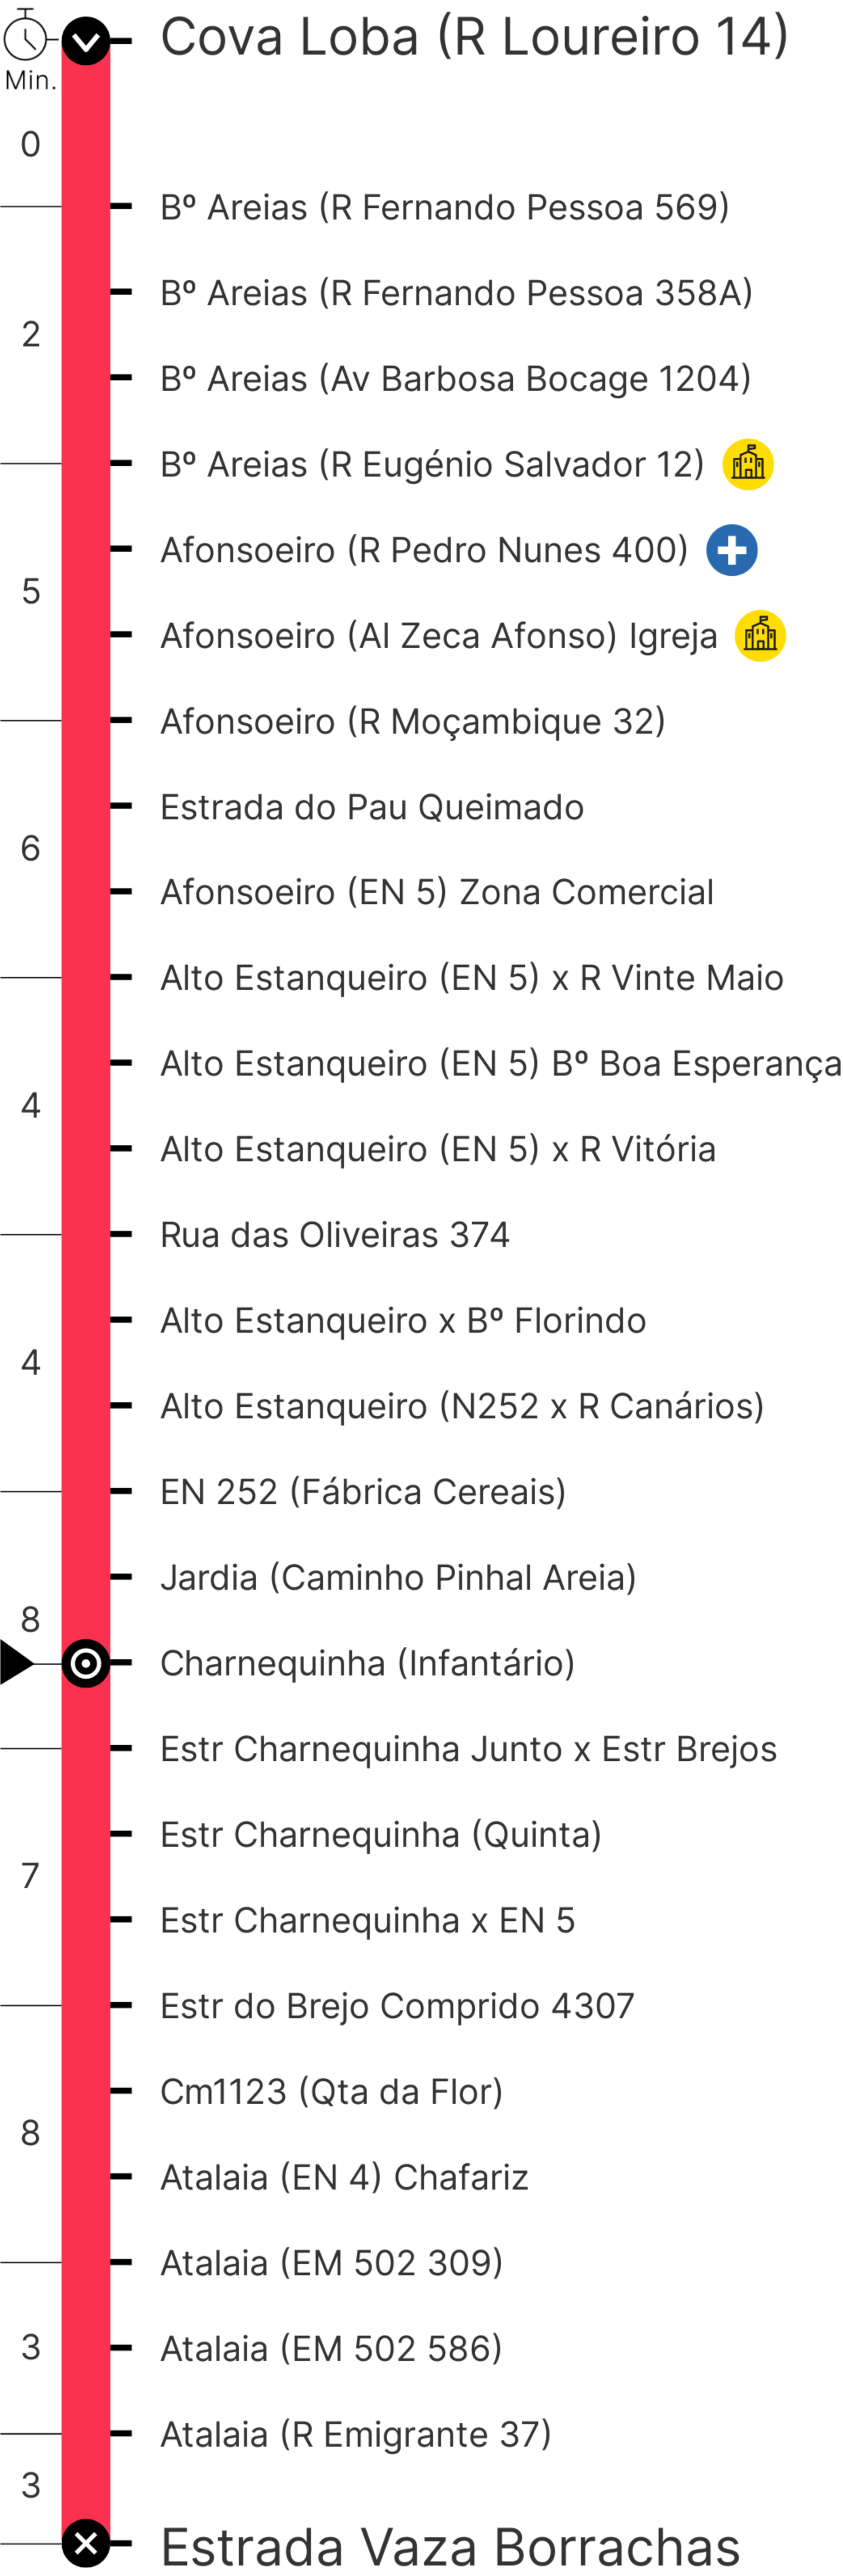 Cova Loba (R Loureiro 14)
Min.
0
Bº Areias (R Fernando Pessoa 569)
Bº Areias (R Fernando Pessoa 358A)
2
Bº Areias (Av Barbosa Bocage 1204)
Bº Areias (R Eugénio Salvador 12)
Afonsoeiro (R Pedro Nunes 400)
5
Afonsoeiro (Al Zeca Afonso) Igreja
Afonsoeiro (R Moçambique 32)
Estrada do Pau Queimado
6
Afonsoeiro (EN 5) Zona Comercial
Alto Estanqueiro (EN 5) x R Vinte Maio
Alto Estanqueiro (EN 5) Bº Boa Esperança
4
Alto Estanqueiro (EN 5) x R Vitória
Rua das Oliveiras 374
Alto Estanqueiro x Bº Florindo
4
Alto Estanqueiro (N252 x R Canários)
EN 252 (Fábrica Cereais)
Jardia (Caminho Pinhal Areia)
8
Charnequinha (Infantário)
Estr Charnequinha Junto x Estr Brejos
Estr Charnequinha (Quinta)
7
Estr Charnequinha x EN 5
Estr do Brejo Comprido 4307
Cm1123 (Qta da Flor)
8
Atalaia (EN 4) Chafariz
Atalaia (EM 502 309)
3
Atalaia (EM 502 586)
Atalaia (R Emigrante 37)
3
Estrada Vaza Borrachas